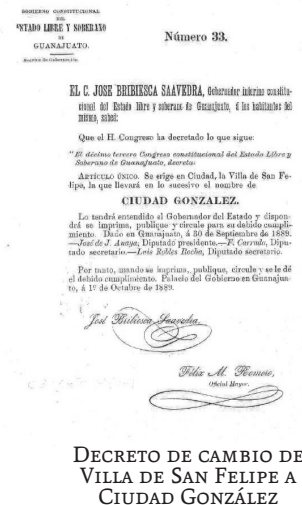 GOBIERNO CONSTITUCIONAL
DEL
ESTADO LIBRE Y SOBERANO
DE
GUANAJUATO.
Número 33.
EL C. JOSE BRIBIESCA SAAVEDRA, Gobernador interino constitu-
cional del Estado libre y soberano de Guanajuato, á los habitantes del
mismo, sabed:
Que el H. Congreso ha decretado lo que sigue:
"El décimo tercero Congreso constitucional del Estado Libre y
Soberano de Guanajuato, decreta:
ARTÍCULO ÚNICO. Se erige en Ciudad, la Villa de San Fe-
lipe, la que llevará en lo sucesivo el nombre de
CIUDAD GONZALEZ.
Lo tendrá entendido el Gobernador del Estado y dispon-
drá se imprima, publique y circule para su debido cumpli-
miento. Dado en Guanajuato, á 30 de Septiembre de 1889.
—José de J. Anaya, Diputado presidente.—F. Cerrado, Dipu-
tado secretario.—Luis Robles Rocha, Diputado secretario.
Por tanto, mando se imprima, publique, circule y se le dé
el debido cumplimiento. Palacio del Gobierno en Guanajua-
to, á 1º de Octubre de 1889.
José Bribiesca Saavedra,
Félix M. Hermoso,
Oficial Mayor.
DECRETO DE CAMBIO DE
VILLA DE SAN FELIPE A
CIUDAD GONZÁLEZ